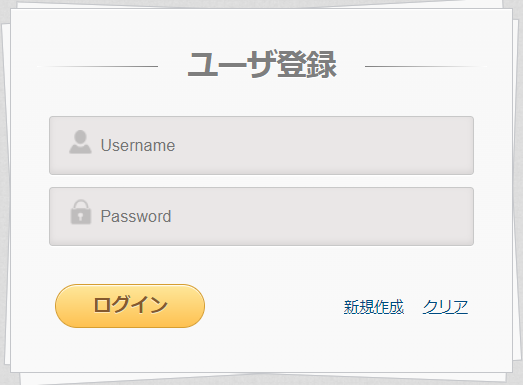 ユーザ登録
Username
Password
ログイン 新規作成 クリア